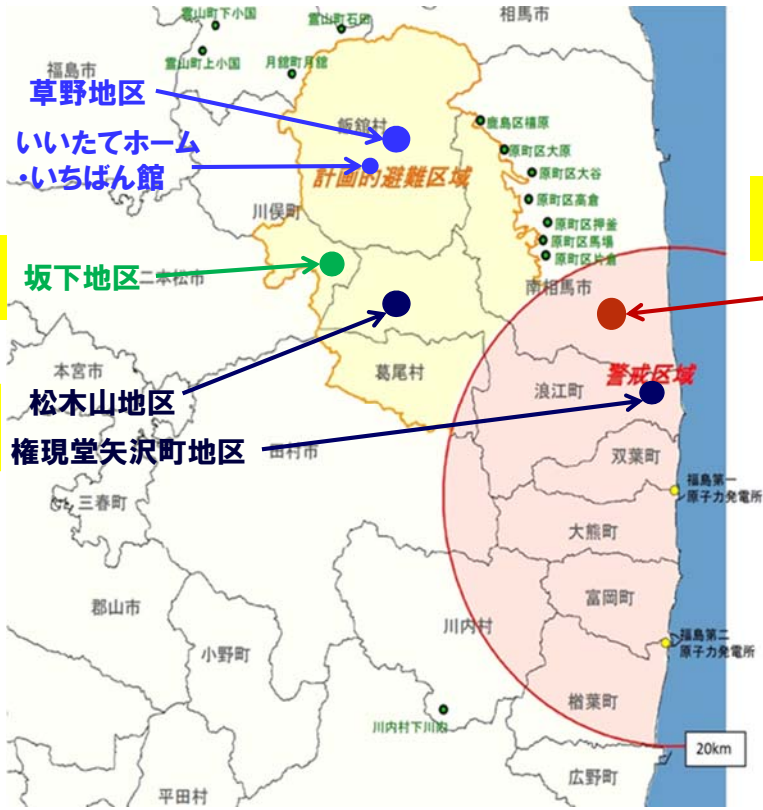 霊山町下小国
霊山町石田
相馬市
霊山町上小国
月舘町月舘
福島市
草野地区
飯舘村
鹿島区橲原
いいたてホーム
・いちばん館
原町区大原
計画的避難区域
原町区大谷
原町区高倉
川俣町
原町区押釜
原町区馬場
原町区片倉
坂下地区
二本松市
南相馬市
本宮市
葛尾村
警戒区域
浪江町
松木山地区
権現堂矢沢町地区
田村市
双葉町
福島第一
原子力発電所
三春町
大熊町
郡山市
富岡町
川内村
小野町
福島第二
原子力発電所
楢葉町
川内村下川内
20km
広野町
平田村